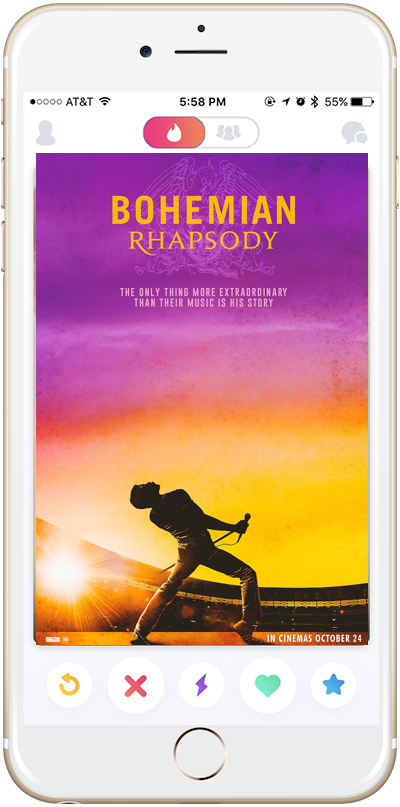 AT&T 5:58 PM 55%
BOHEMIAN
RHAPSODY
THE ONLY THING MORE EXTRAORDINARY
THAN THEIR MUSIC IS HIS STORY
IN CINEMAS OCTOBER 24